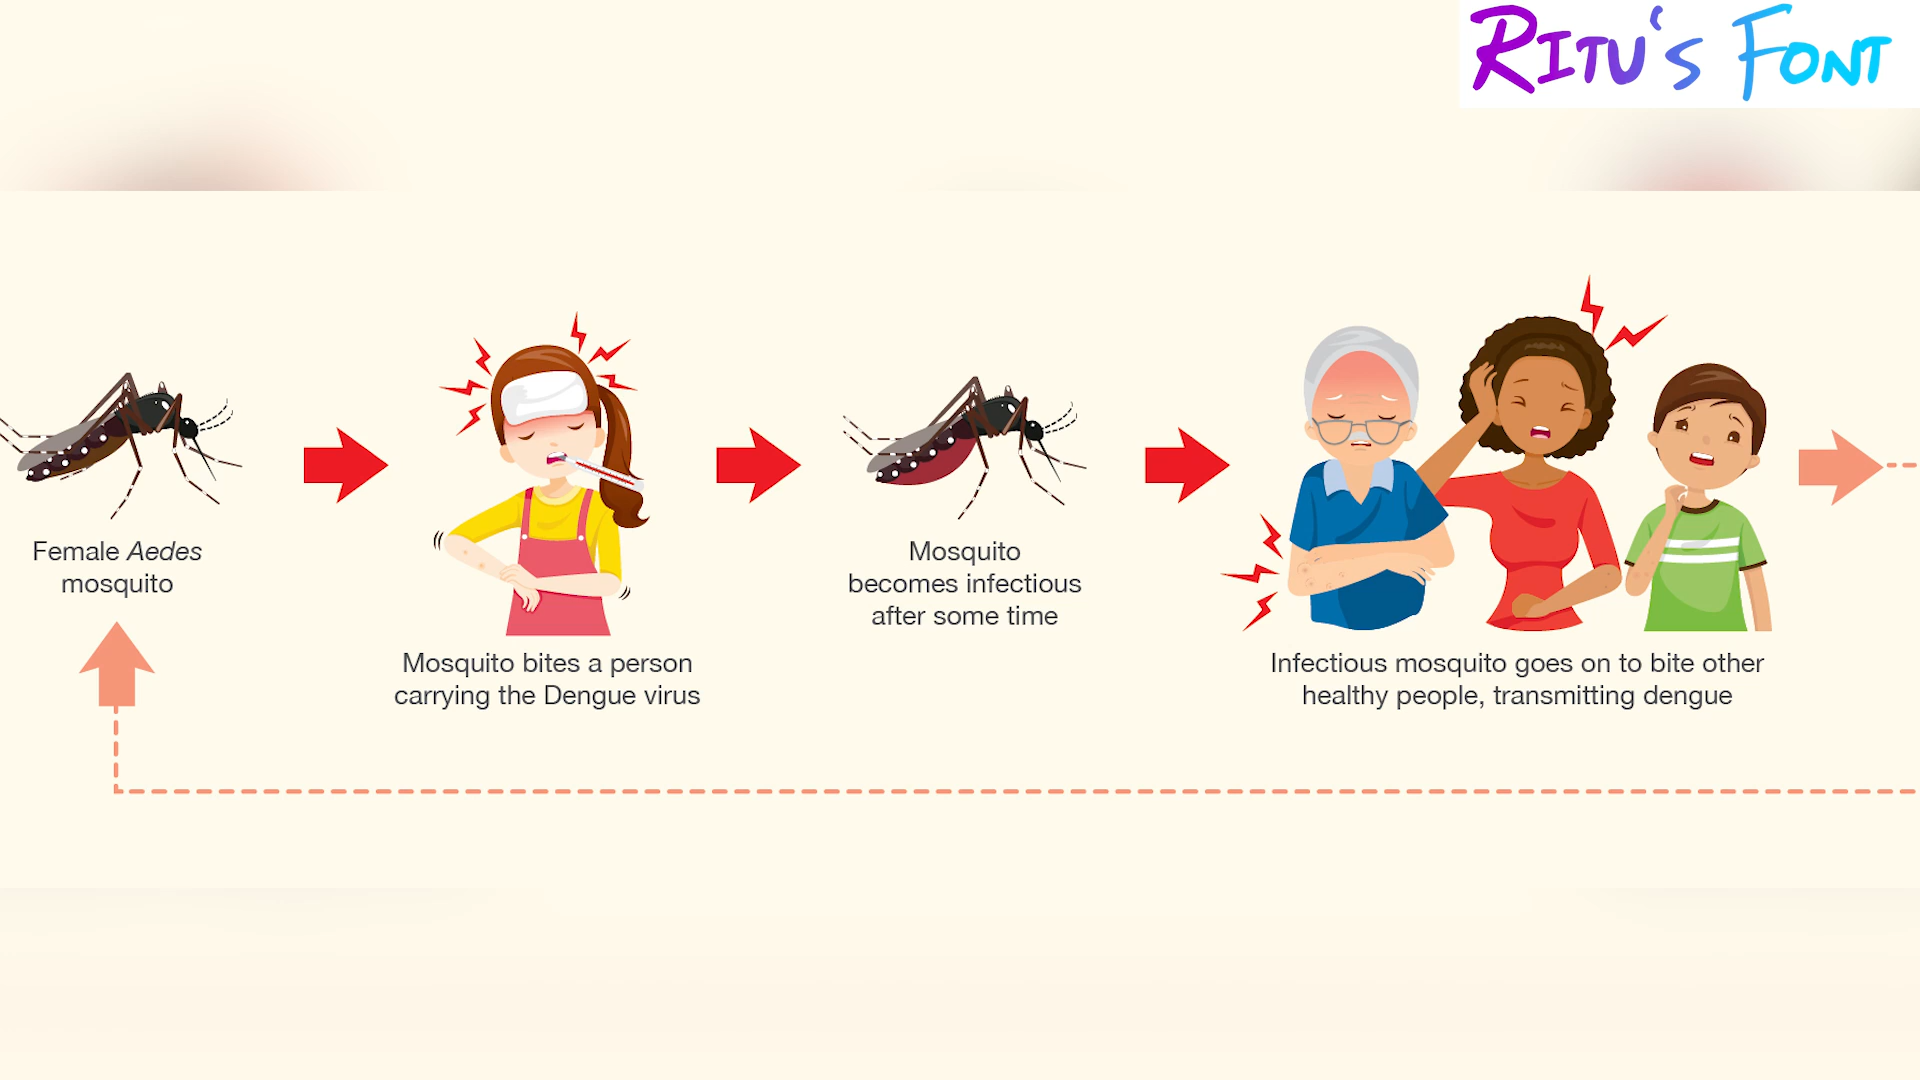 RITU'S FONT
Female Aedes
mosquito
Mosquito bites a person
carrying the Dengue virus
Mosquito
becomes infectious
after some time
Infectious mosquito goes on to bite other
healthy people, transmitting dengue